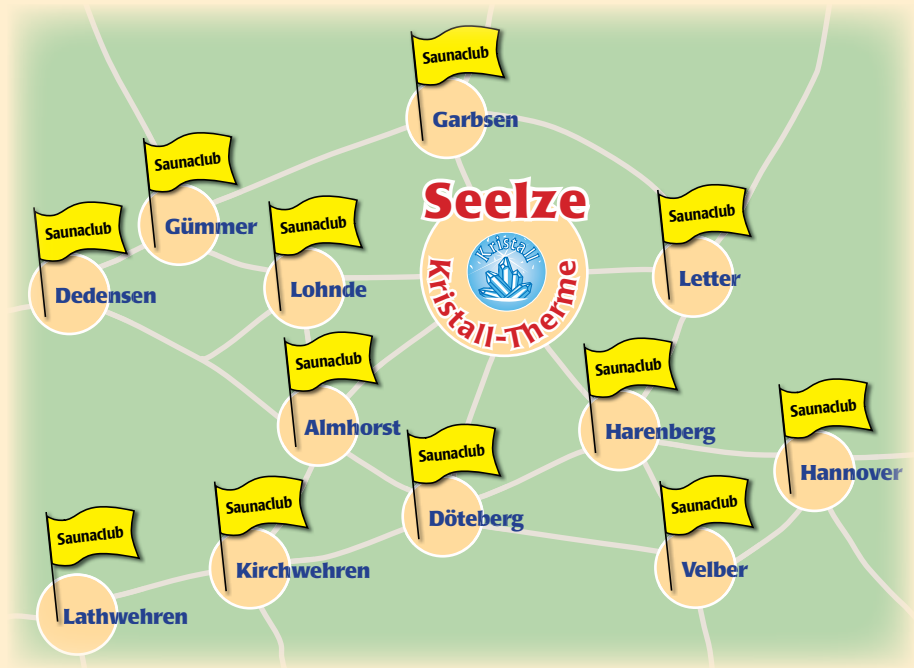 Saunaclub
Garbsen
Saunaclub
Gümmer
Seelze
Kristall
Kristall-Therme
Saunaclub
Letter
Saunaclub
Lohnde
Saunaclub
Dedensen
Saunaclub
Almhorst
Saunaclub
Harenberg
Saunaclub
Hannover
Saunaclub
Döteberg
Saunaclub
Kirchwehren
Saunaclub
Velber
Saunaclub
Lathwehren